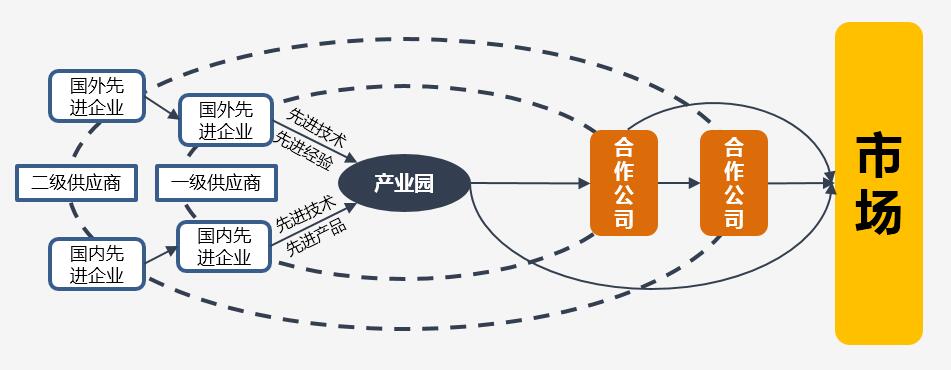 国外先
进企业
国外先
进企业
先进技术
先进经验
二级供应商
一级供应商
产业园
合作公司
合作公司
市场
先进技术
先进产品
国内先
进企业
国内先
进企业